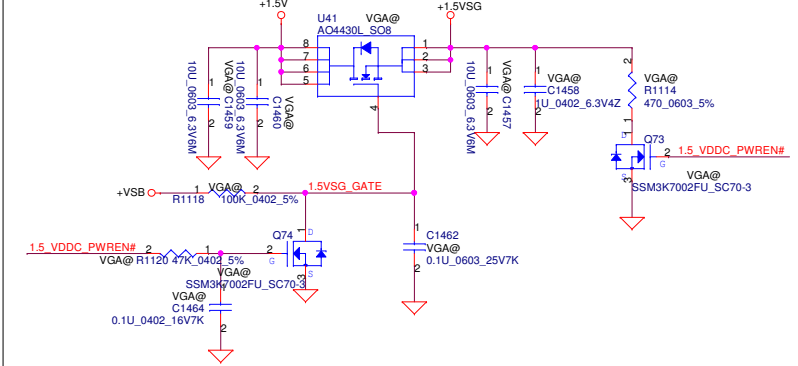 +1.5V
+1.5VSG
U41 VGA@
AO4430L_SO8
8
7
6
5
1
2
3
4
10U_0603_6.3V6M
VGA@ C1459
1
2
10U_0603_6.3V6M
VGA@
C1460
1
2
10U_0603_6.3V6M
VGA@ C1457
1
2
VGA@
C1458
1U_0402_6.3V4Z
1
2
2
R1114
470_0603_5%
1
1
D
Q73
2
G
1.5_VDDC_PWREN#
S
3
VGA@
SSM3K7002FU_SC70-3
+VSB
1
VGA@
2
R1118
100K_0402_5%
1.5VSG_GATE
1
D
Q74
2
G
S
3
VGA@
SSM3K7002FU_SC70-3
1
C1462
VGA@
0.1U_0603_25V7K
2
1.5_VDDC_PWREN#
2
1
VGA@ R1120 47K_0402_5%
1
VGA@
C1464
0.1U_0402_16V7K
2